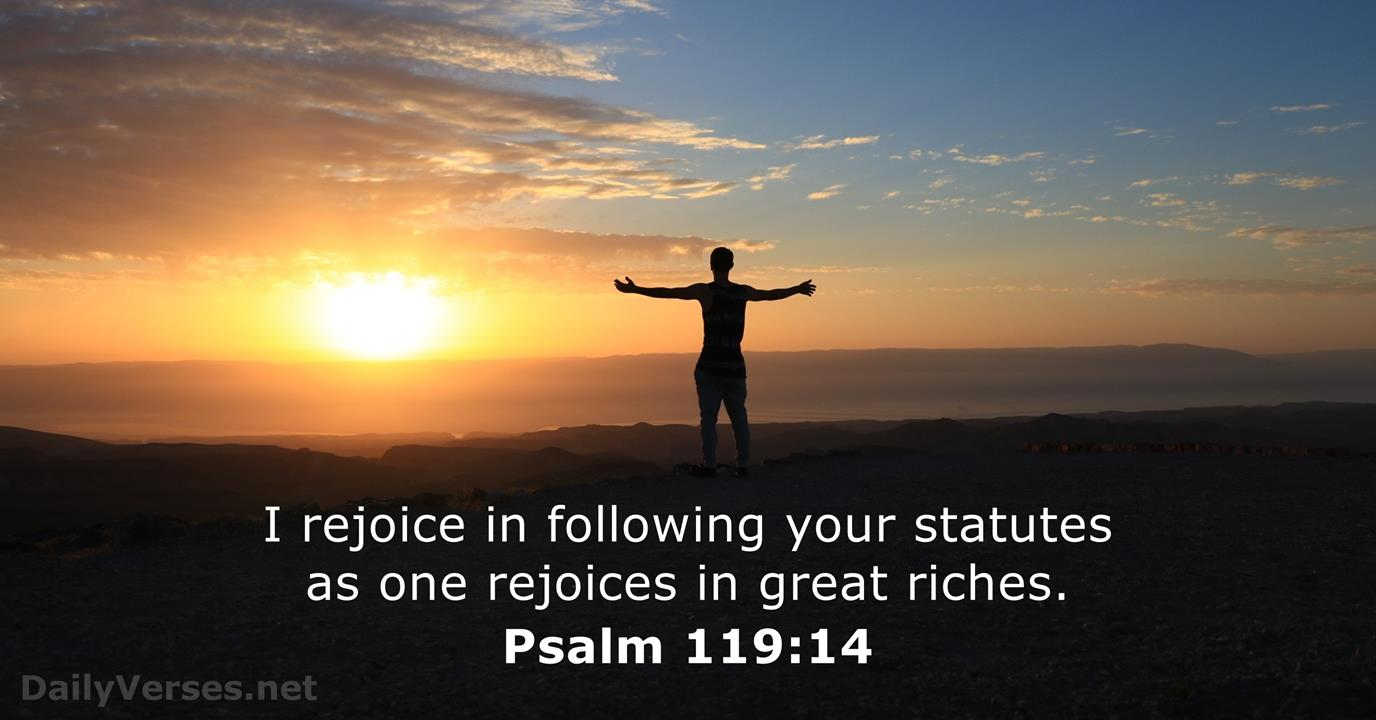 I rejoice in following your statutes
as one rejoices in great riches.
Psalm 119:14
DailyVerses.net